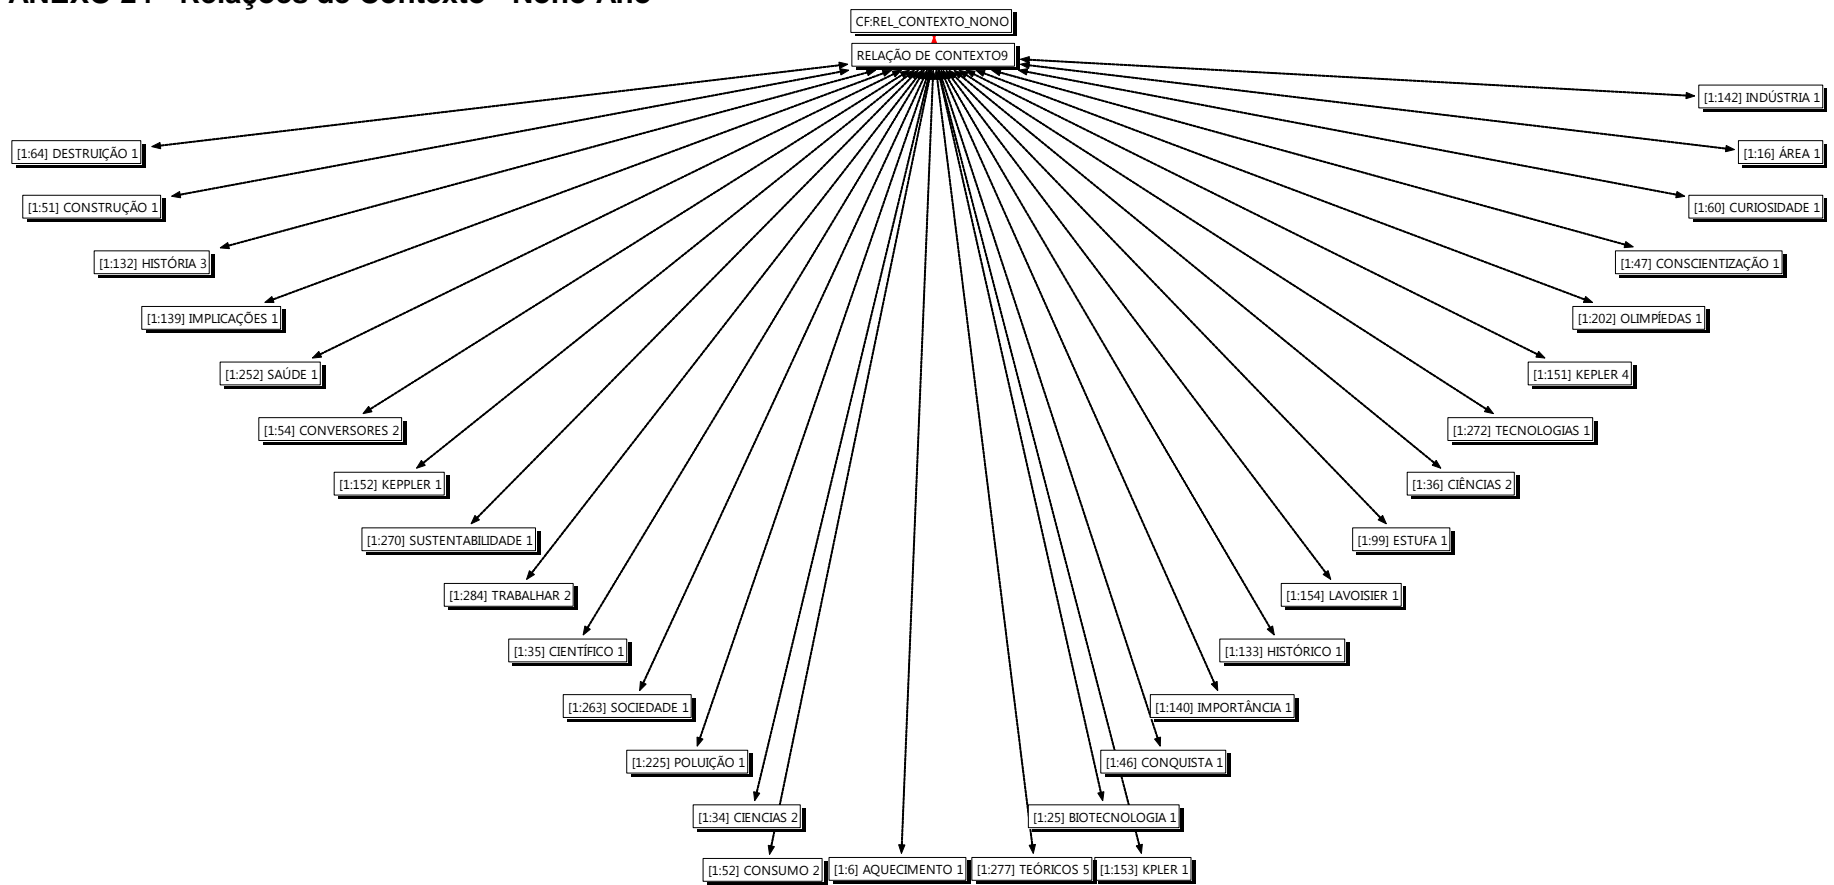 CF:REL_CONTEXTO_NONO
RELAÇÃO DE CONTEXTO9
[1:142] INDÚSTRIA 1
[1:64] DESTRUIÇÃO 1
[1:16] ÁREA 1
[1:51] CONSTRUÇÃO 1
[1:60] CURIOSIDADE 1
[1:132] HISTÓRIA 3
[1:47] CONSCIENTIZAÇÃO 1
[1:139] IMPLICAÇÕES 1
[1:202] OLIMPÍEDAS 1
[1:252] SAÚDE 1
[1:151] KEPLER 4
[1:54] CONVERSORES 2
[1:272] TECNOLOGIAS 1
[1:152] KEPPLER 1
[1:36] CIÊNCIAS 2
[1:270] SUSTENTABILIDADE 1
[1:99] ESTUFA 1
[1:284] TRABALHAR 2
[1:154] LAVOISIER 1
[1:35] CIENTÍFICO 1
[1:133] HISTÓRICO 1
[1:263] SOCIEDADE 1
[1:140] IMPORTÂNCIA 1
[1:225] POLUIÇÃO 1
[1:46] CONQUISTA 1
[1:34] CIENCIAS 2
[1:25] BIOTECNOLOGIA 1
[1:52] CONSUMO 2
[1:6] AQUECIMENTO 1
[1:277] TEÓRICOS 5
[1:153] KPLER 1